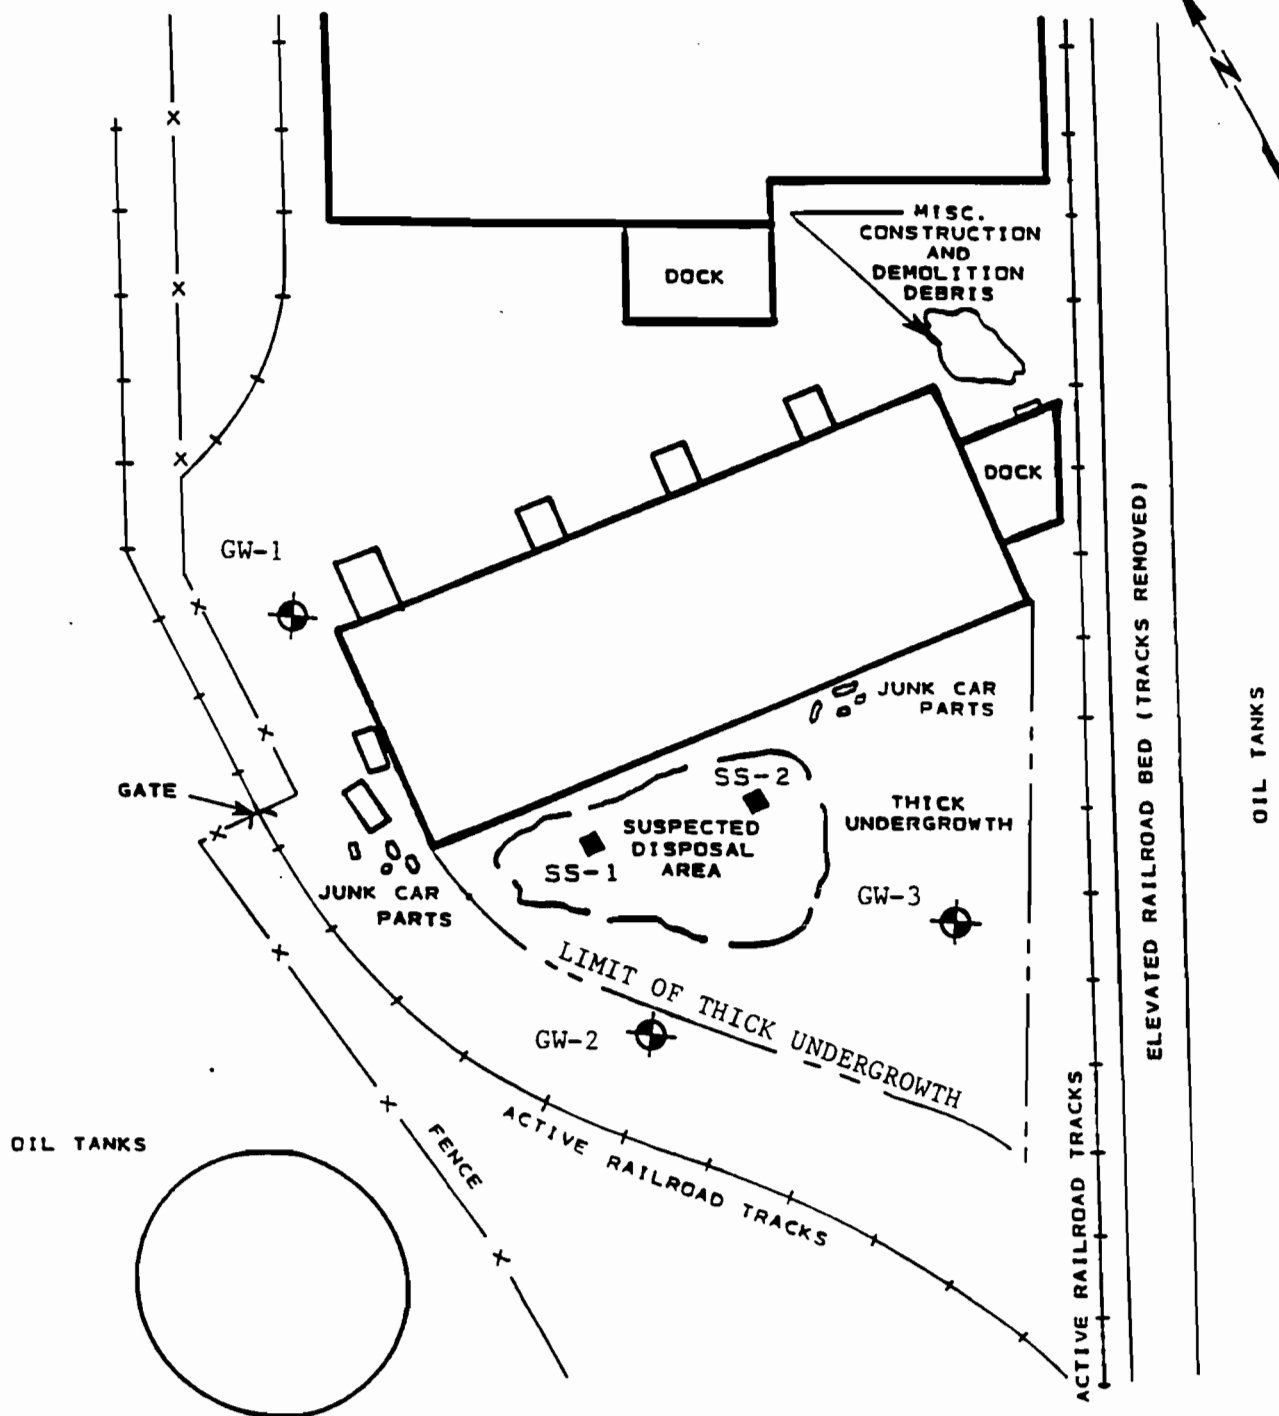 N
MISC.
CONSTRUCTION
AND
DEMOLITION
DEBRIS
DOCK
DOCK
GW-1
JUNK CAR
PARTS
GATE
SS-2
THICK
UNDERGROWTH
SUSPECTED
DISPOSAL
AREA
SS-1
JUNK CAR
PARTS
GW-3
LIMIT OF THICK UNDERGROWTH
GW-2
ACTIVE RAILROAD TRACKS
FENCE
OIL TANKS
ELEVATED RAILROAD BED (TRACKS REMOVED)
OIL TANKS
ACTIVE RAILROAD TRACKS